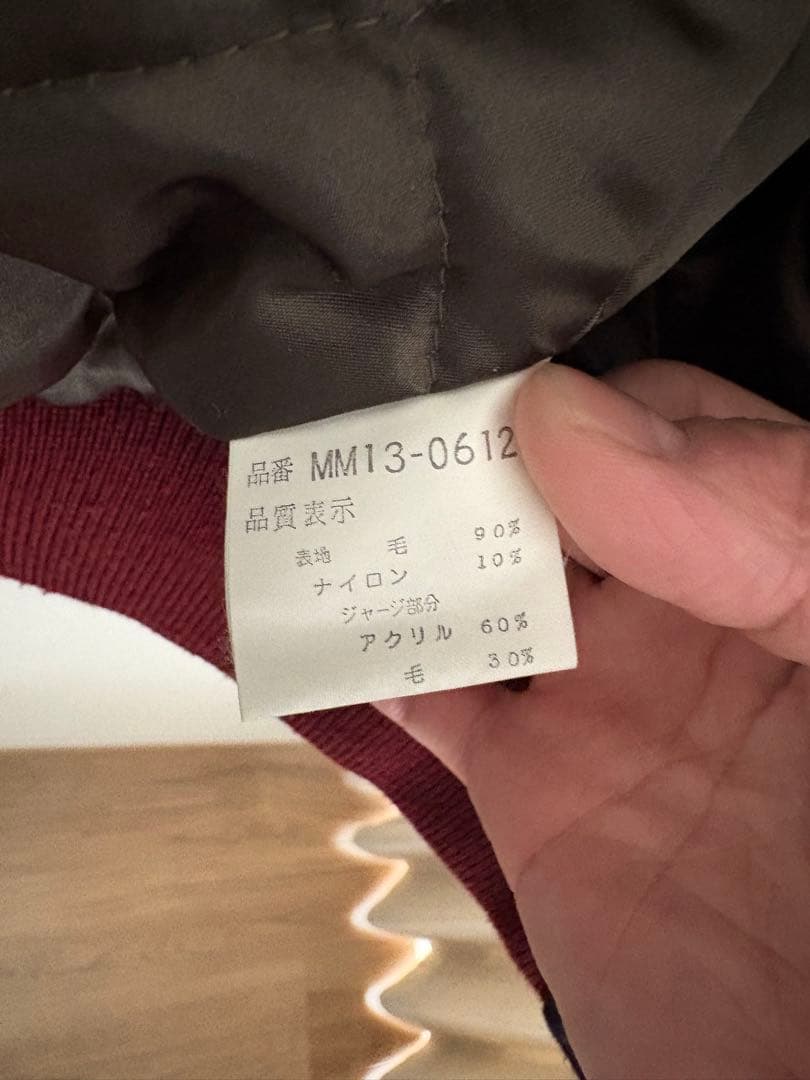 品番 MM13-0612
品質表示
表地 毛 90%
ナイロン 10%
ジャージ部分
アクリル 60%
毛 30%